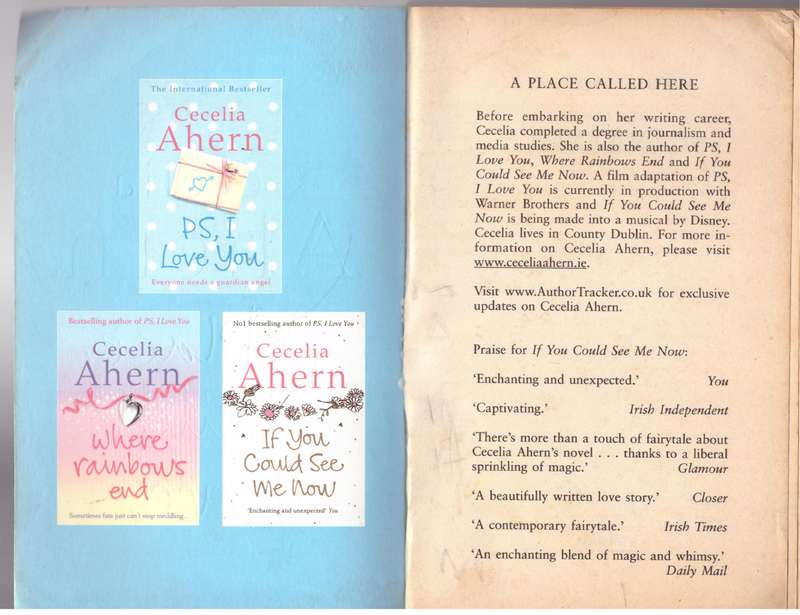 The International Bestseller
Cecelia
Ahern
PS, I
Love You
Everyone needs a guardian angel
Bestselling author of PS, I Love You
Cecelia
Ahern
where
rainbows
end
Sometimes fate just can't stop meddling...
No1 bestselling author of PS, I Love You
Cecelia
Ahern
If You
Could See
Me Now
'Enchanting and unexpected' You
A PLACE CALLED HERE
Before embarking on her writing career,
Cecelia completed a degree in journalism and
media studies. She is also the author of PS, I
Love You, Where Rainbows End and If You
Could See Me Now. A film adaptation of PS,
I Love You is currently in production with
Warner Brothers and If You Could See Me
Now is being made into a musical by Disney.
Cecelia lives in County Dublin. For more in-
formation on Cecelia Ahern, please visit
www.ceceliaahern.ie.
Visit www.AuthorTracker.co.uk for exclusive
updates on Cecelia Ahern.
Praise for If You Could See Me Now:
'Enchanting and unexpected.' You
'Captivating.' Irish Independent
'There's more than a touch of fairytale about
Cecelia Ahern's novel . . . thanks to a liberal
sprinkling of magic.' Glamour
'A beautifully written love story.' Closer
'A contemporary fairytale.' Irish Times
'An enchanting blend of magic and whimsy.'
Daily Mail